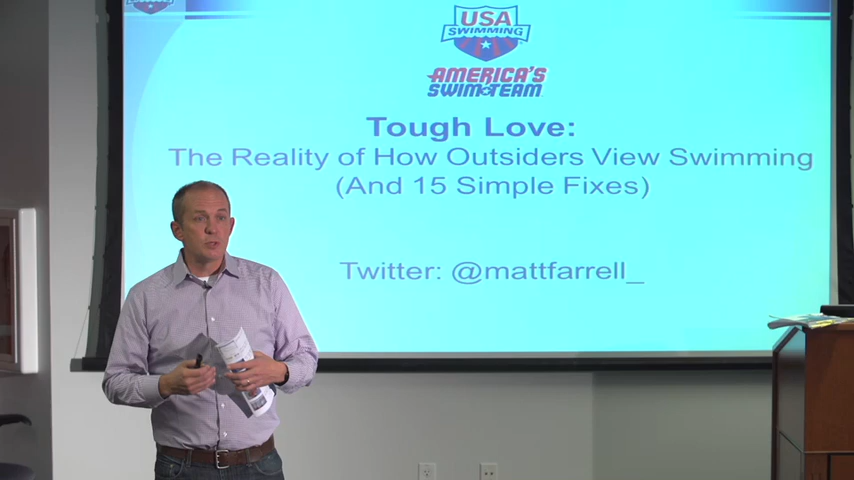 USA
SWIMMING
AMERICA'S
SWIM TEAM
Tough Love:
The Reality of How Outsiders View Swimming
(And 15 Simple Fixes)
Twitter: @mattfarrell_